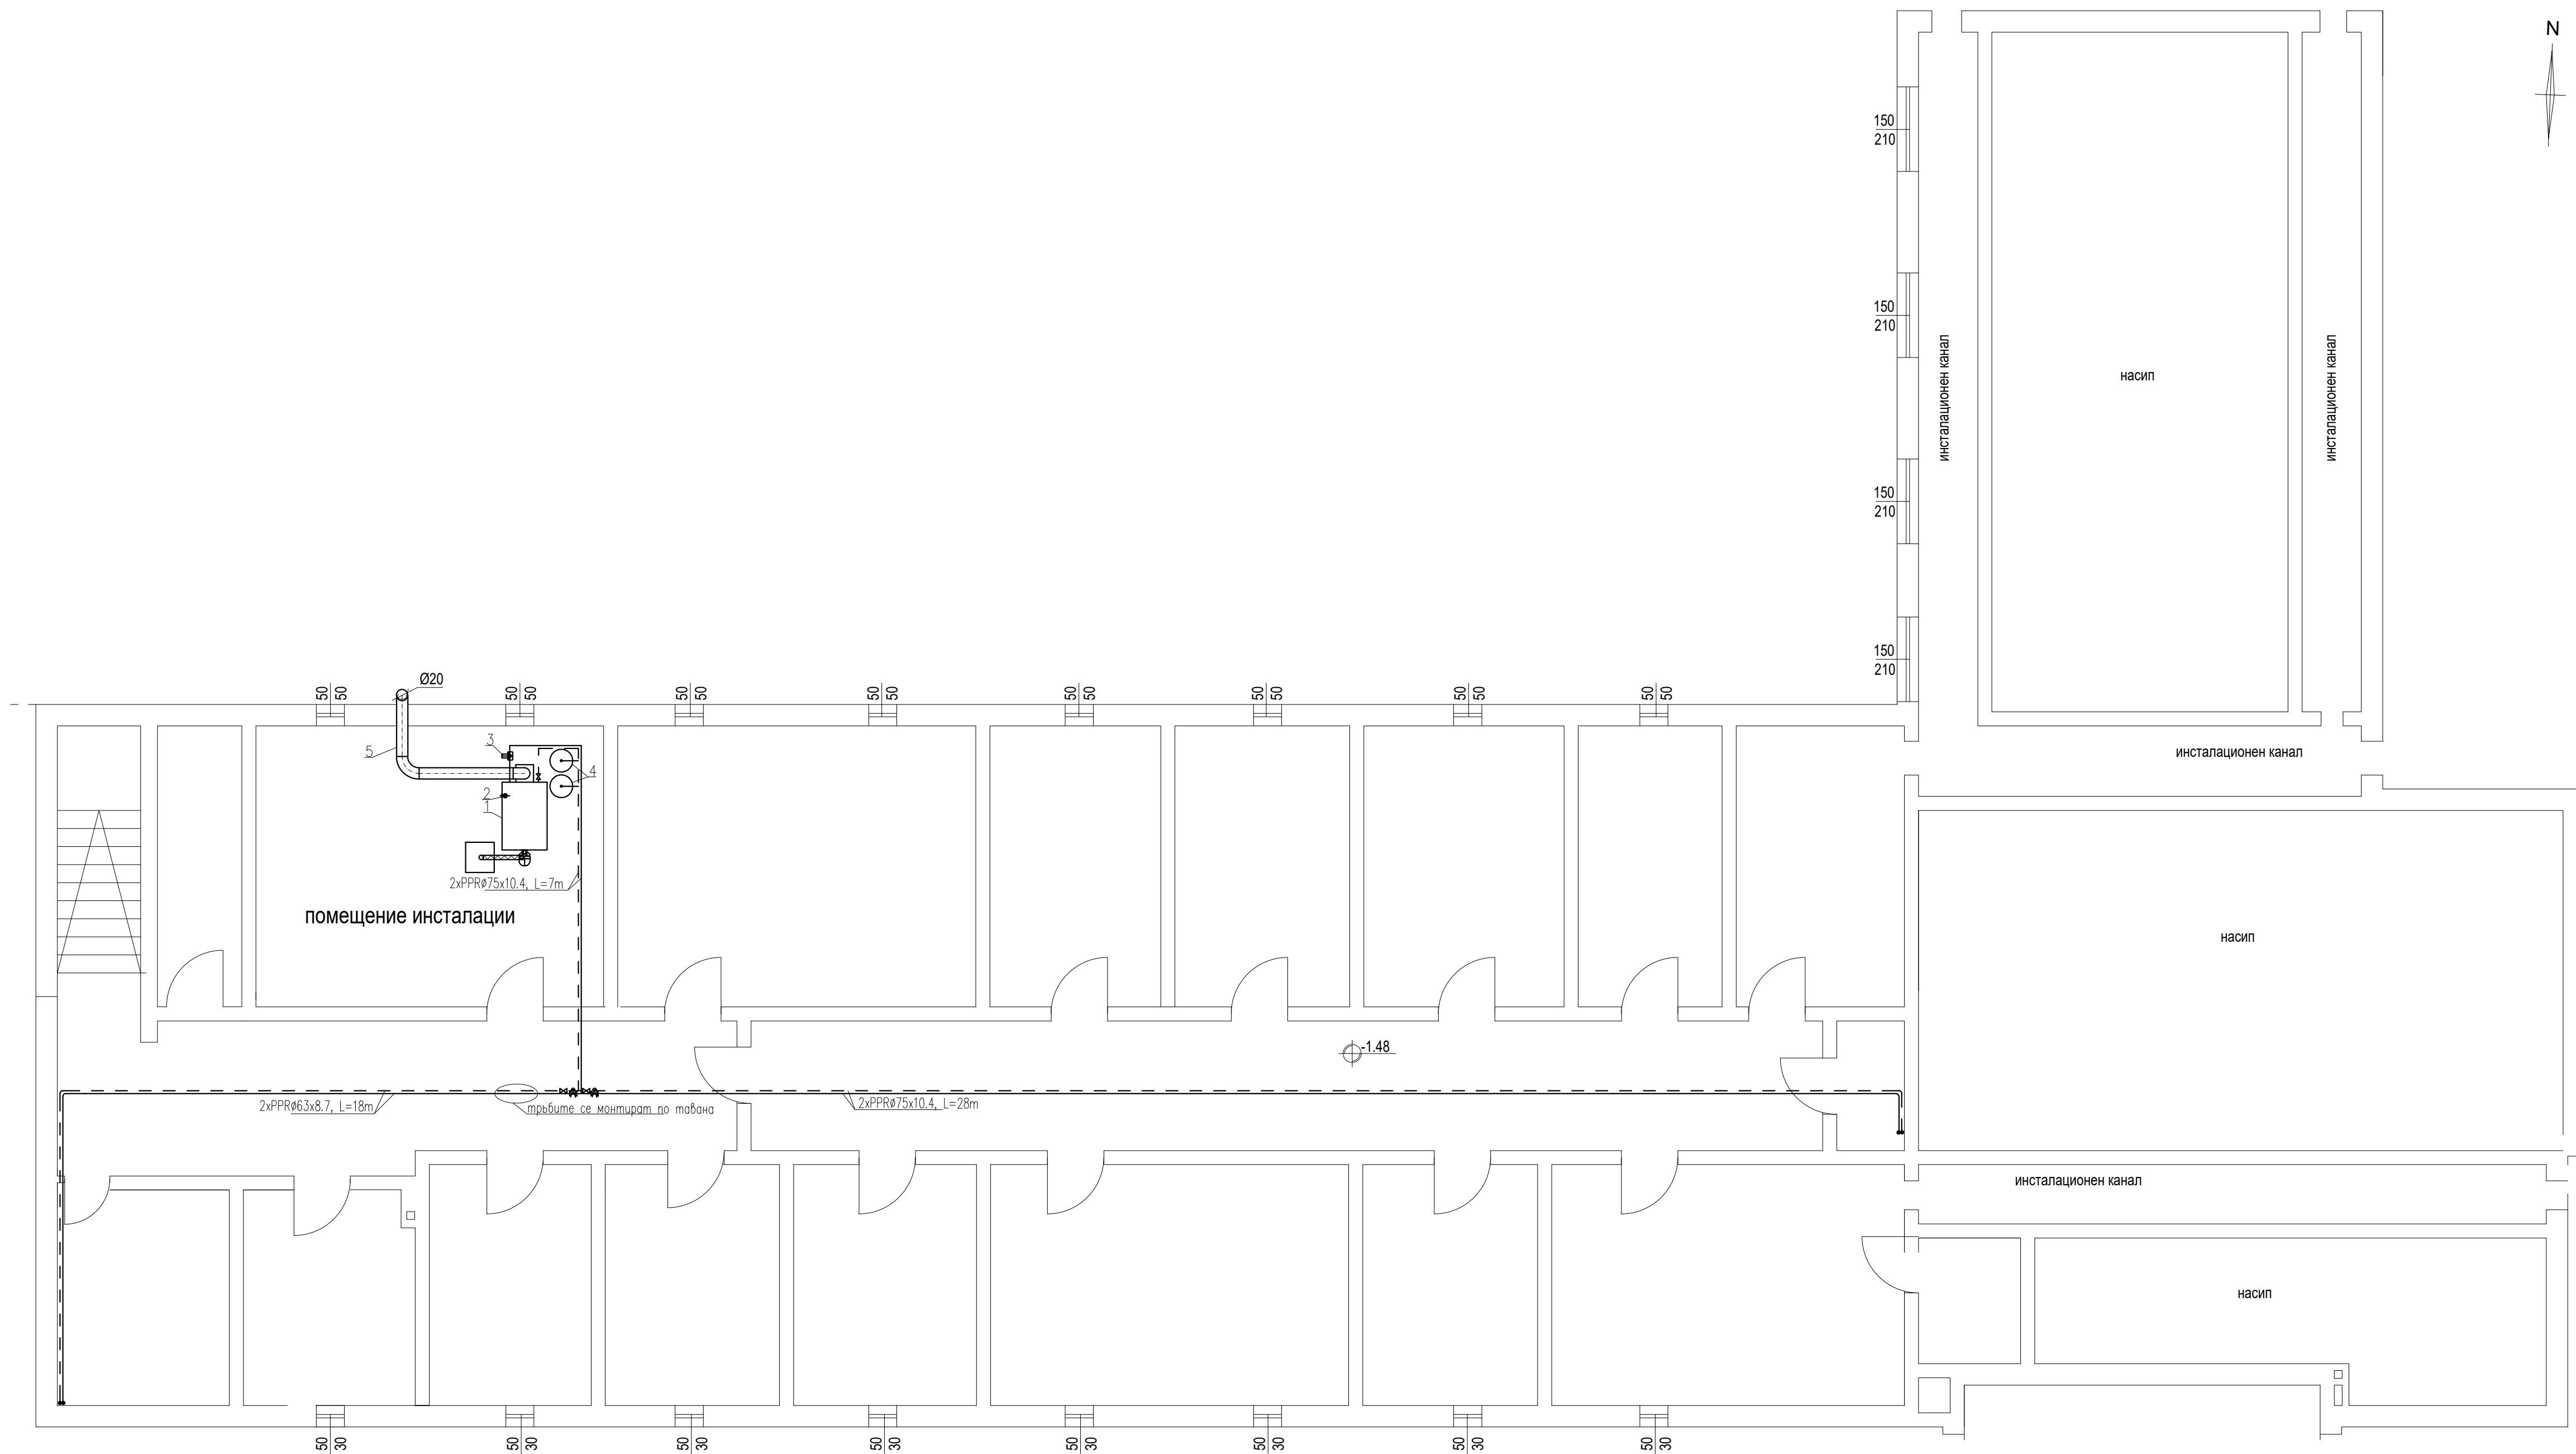 N
150
210
150
210
инсталационен канал
насип
инсталационен канал
150
210
150
210
Ø20
50 50
50 50
50 50
50 50
50 50
50 50
50 50
50 50
3
5
4
2
1
инсталационен канал
2xPPRø75x10.4, L=7m
помещение инсталации
насип
-1.48
2xPPRø63x8.7, L=18m
тръбите се монтират по тавана
2xPPRø75x10.4, L=28m
инсталационен канал
насип
50 30
50 30
50 30
50 30
50 30
50 30
50 30
50 30